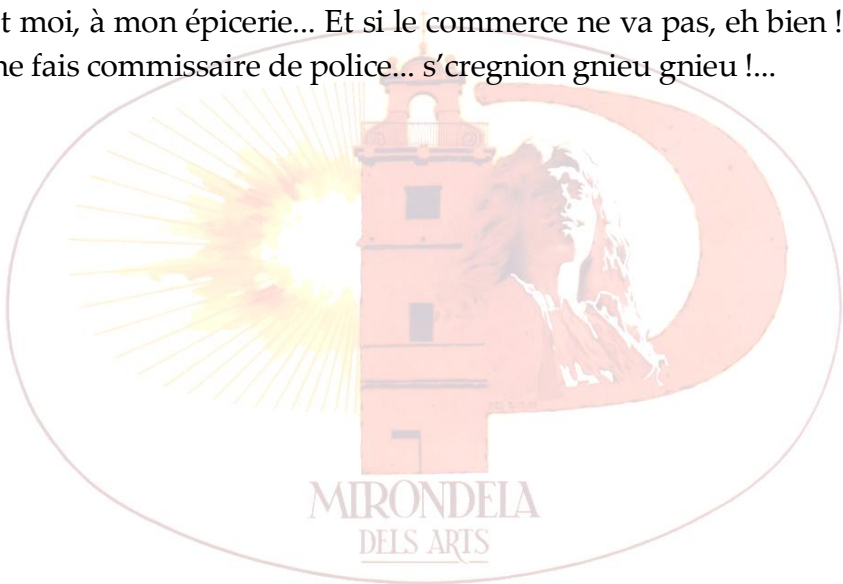 t moi, à mon épicerie... Et si le commerce ne va pas, eh bien !
ne fais commissaire de police... s’cregnion gnieu gnieu !...
MIRONDELA
DELS ARTS